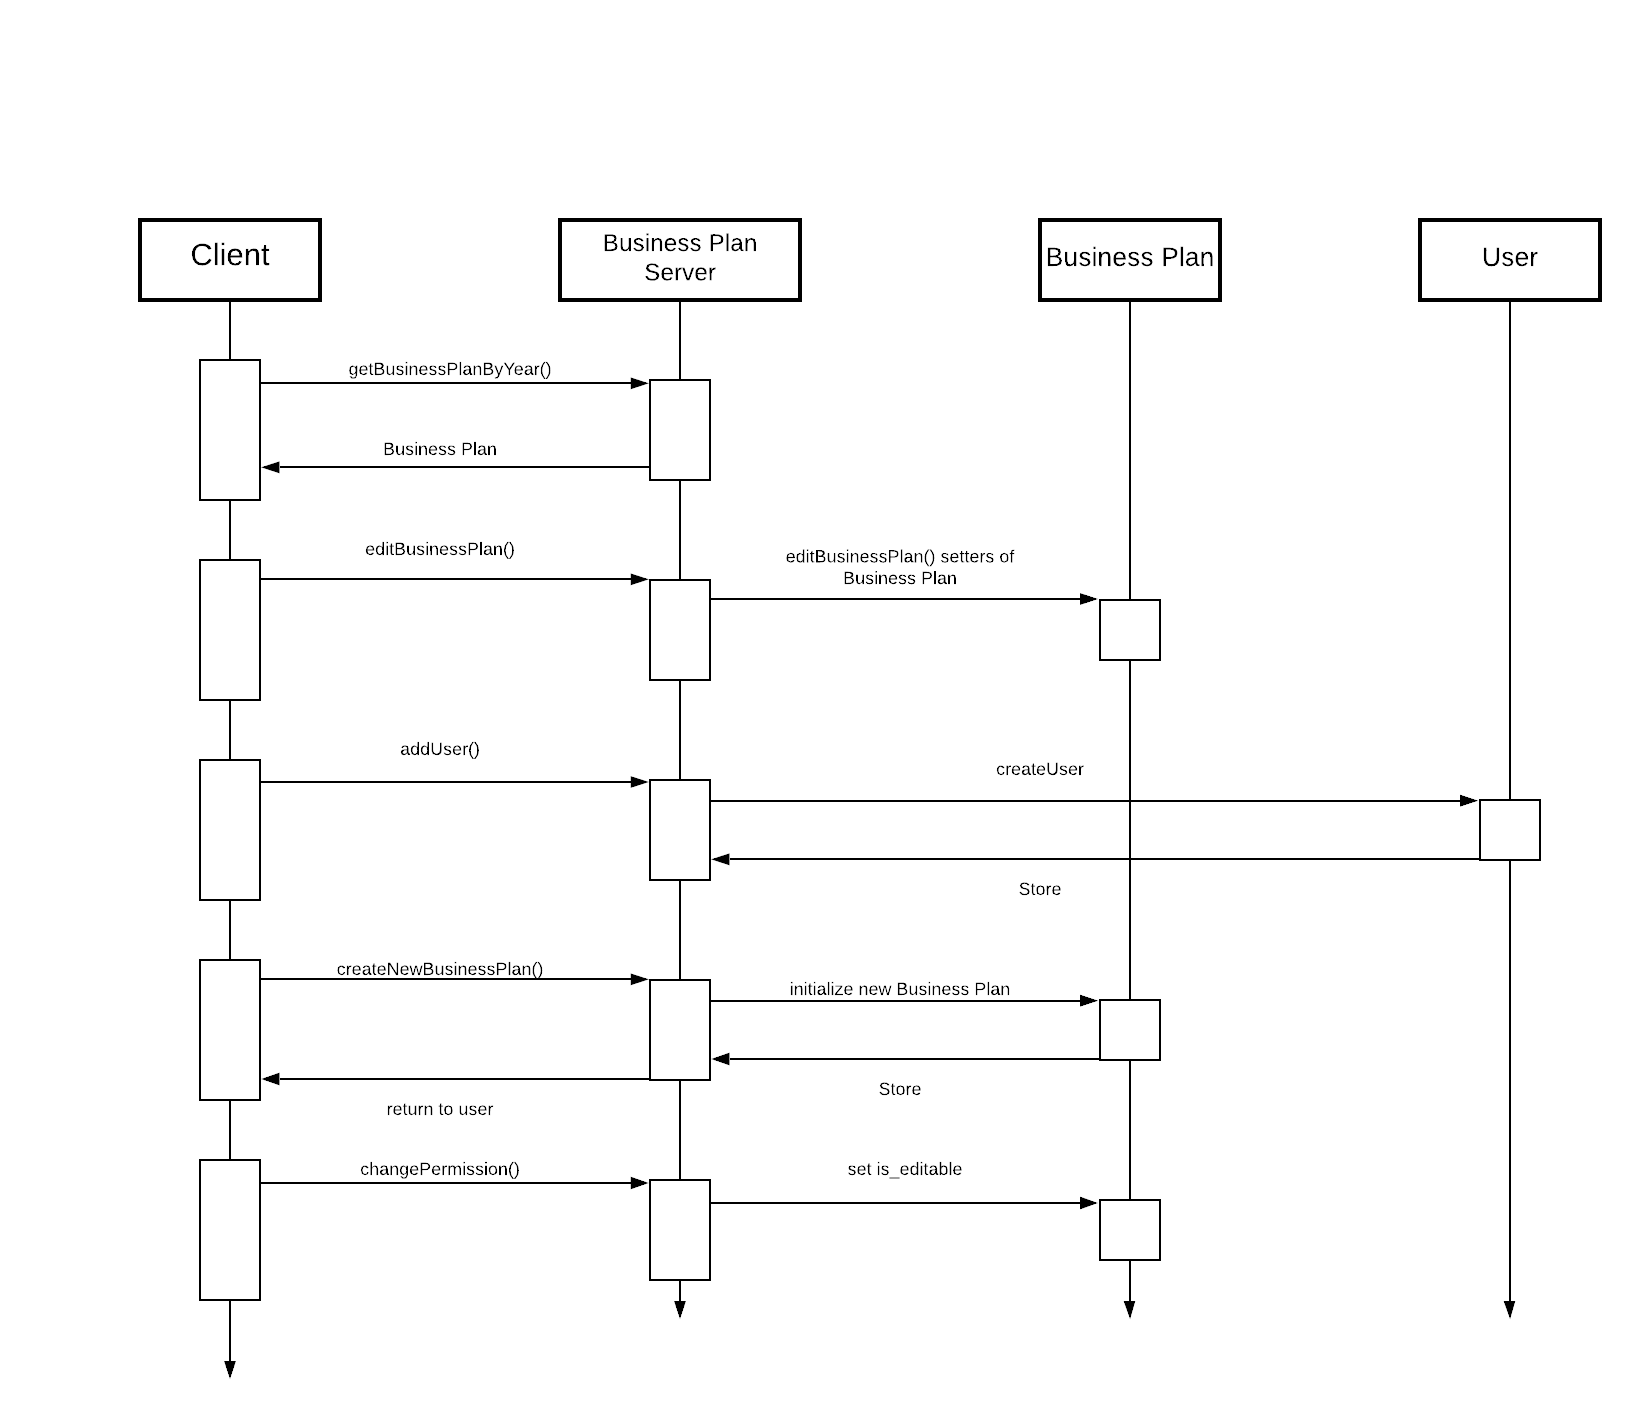 Client
Business Plan
Server
Business Plan
User
getBusinessPlanByYear()
Business Plan
editBusinessPlan()
editBusinessPlan() setters of
Business Plan
addUser()
createUser
Store
createNewBusinessPlan()
initialize new Business Plan
Store
return to user
changePermission()
set is_editable